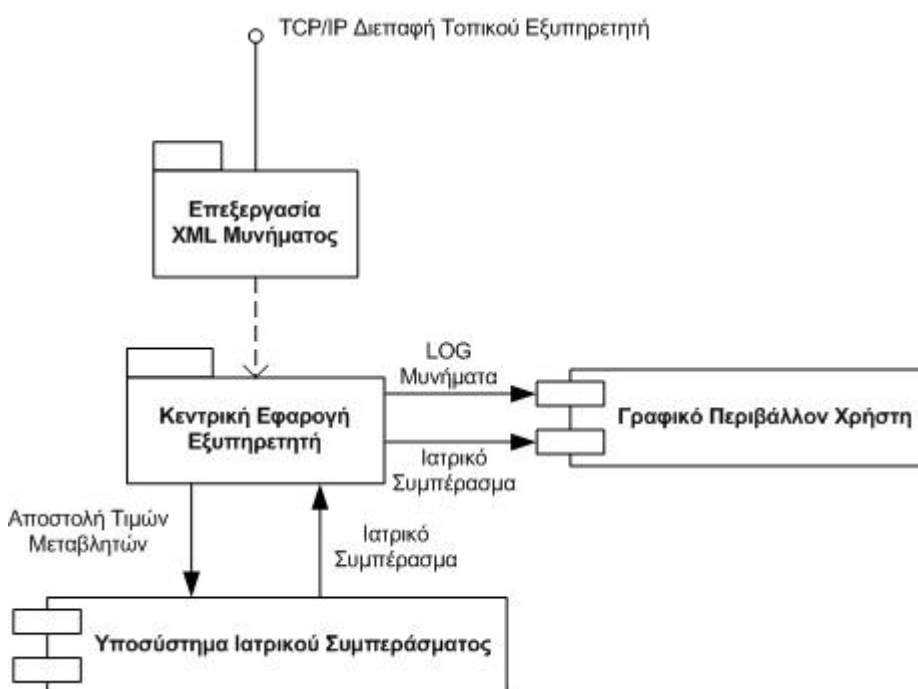 TCP/IP Διεπαφή Τοπικού Εξυπηρετητή
Επεξεργασία
XML Μυνήματος
LOG
Μυνήματα
Κεντρική Εφαρογή
Εξυπηρετητή
Γραφικό Περιβάλλον Χρήστη
Ιατρικό
Συμπέρασμα
Αποστολή Τιμών
Μεταβλητών
Ιατρικό
Συμπέρασμα
Υποσύστημα Ιατρικού Συμπεράσματος